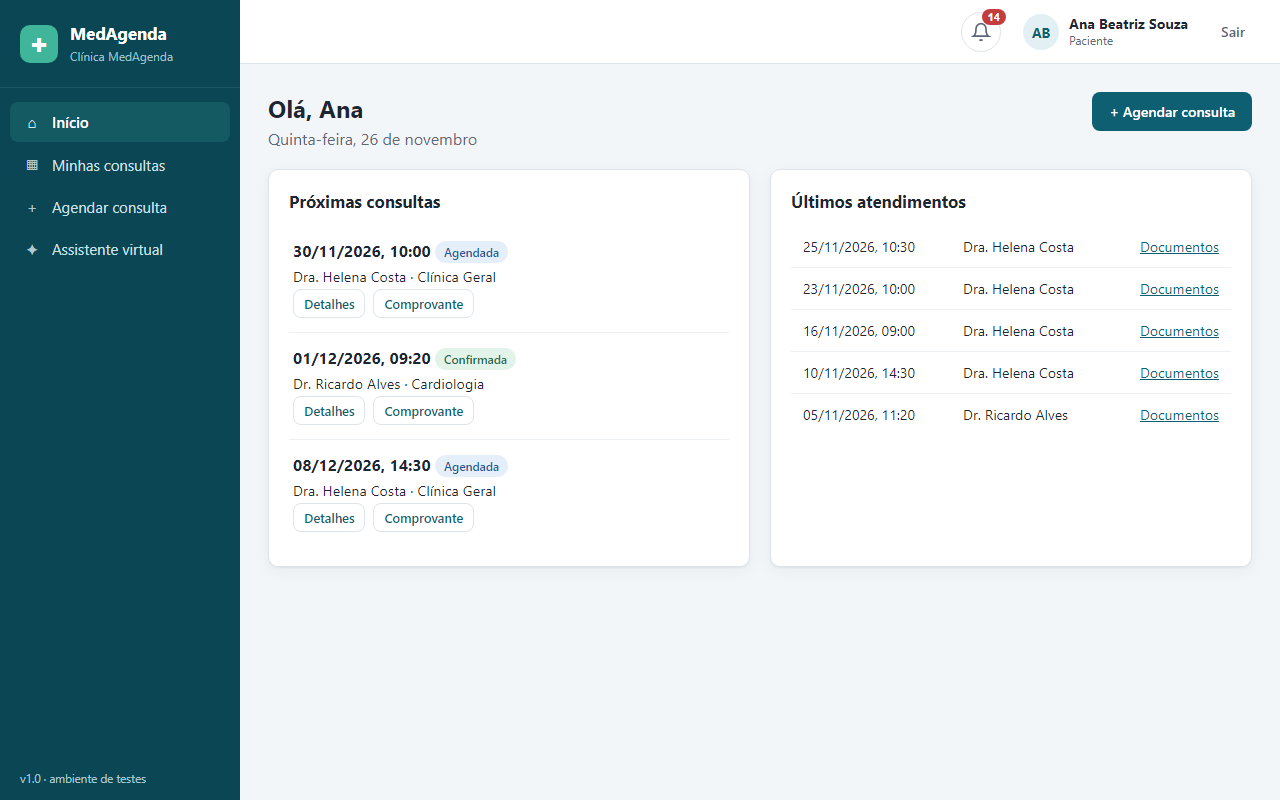 MedAgenda
Clínica MedAgenda
Início
Minhas consultas
Agendar consulta
Assistente virtual
v1.0 · ambiente de testes
14
AB
Ana Beatriz Souza
Paciente
Sair
Olá, Ana
Quinta-feira, 26 de novembro
+ Agendar consulta
Próximas consultas
30/11/2026, 10:00 Agendada
Dra. Helena Costa · Clínica Geral
Detalhes Comprovante
01/12/2026, 09:20 Confirmada
Dr. Ricardo Alves · Cardiologia
Detalhes Comprovante
08/12/2026, 14:30 Agendada
Dra. Helena Costa · Clínica Geral
Detalhes Comprovante
Últimos atendimentos
25/11/2026, 10:30 Dra. Helena Costa Documentos
23/11/2026, 10:00 Dra. Helena Costa Documentos
16/11/2026, 09:00 Dra. Helena Costa Documentos
10/11/2026, 14:30 Dra. Helena Costa Documentos
05/11/2026, 11:20 Dr. Ricardo Alves Documentos